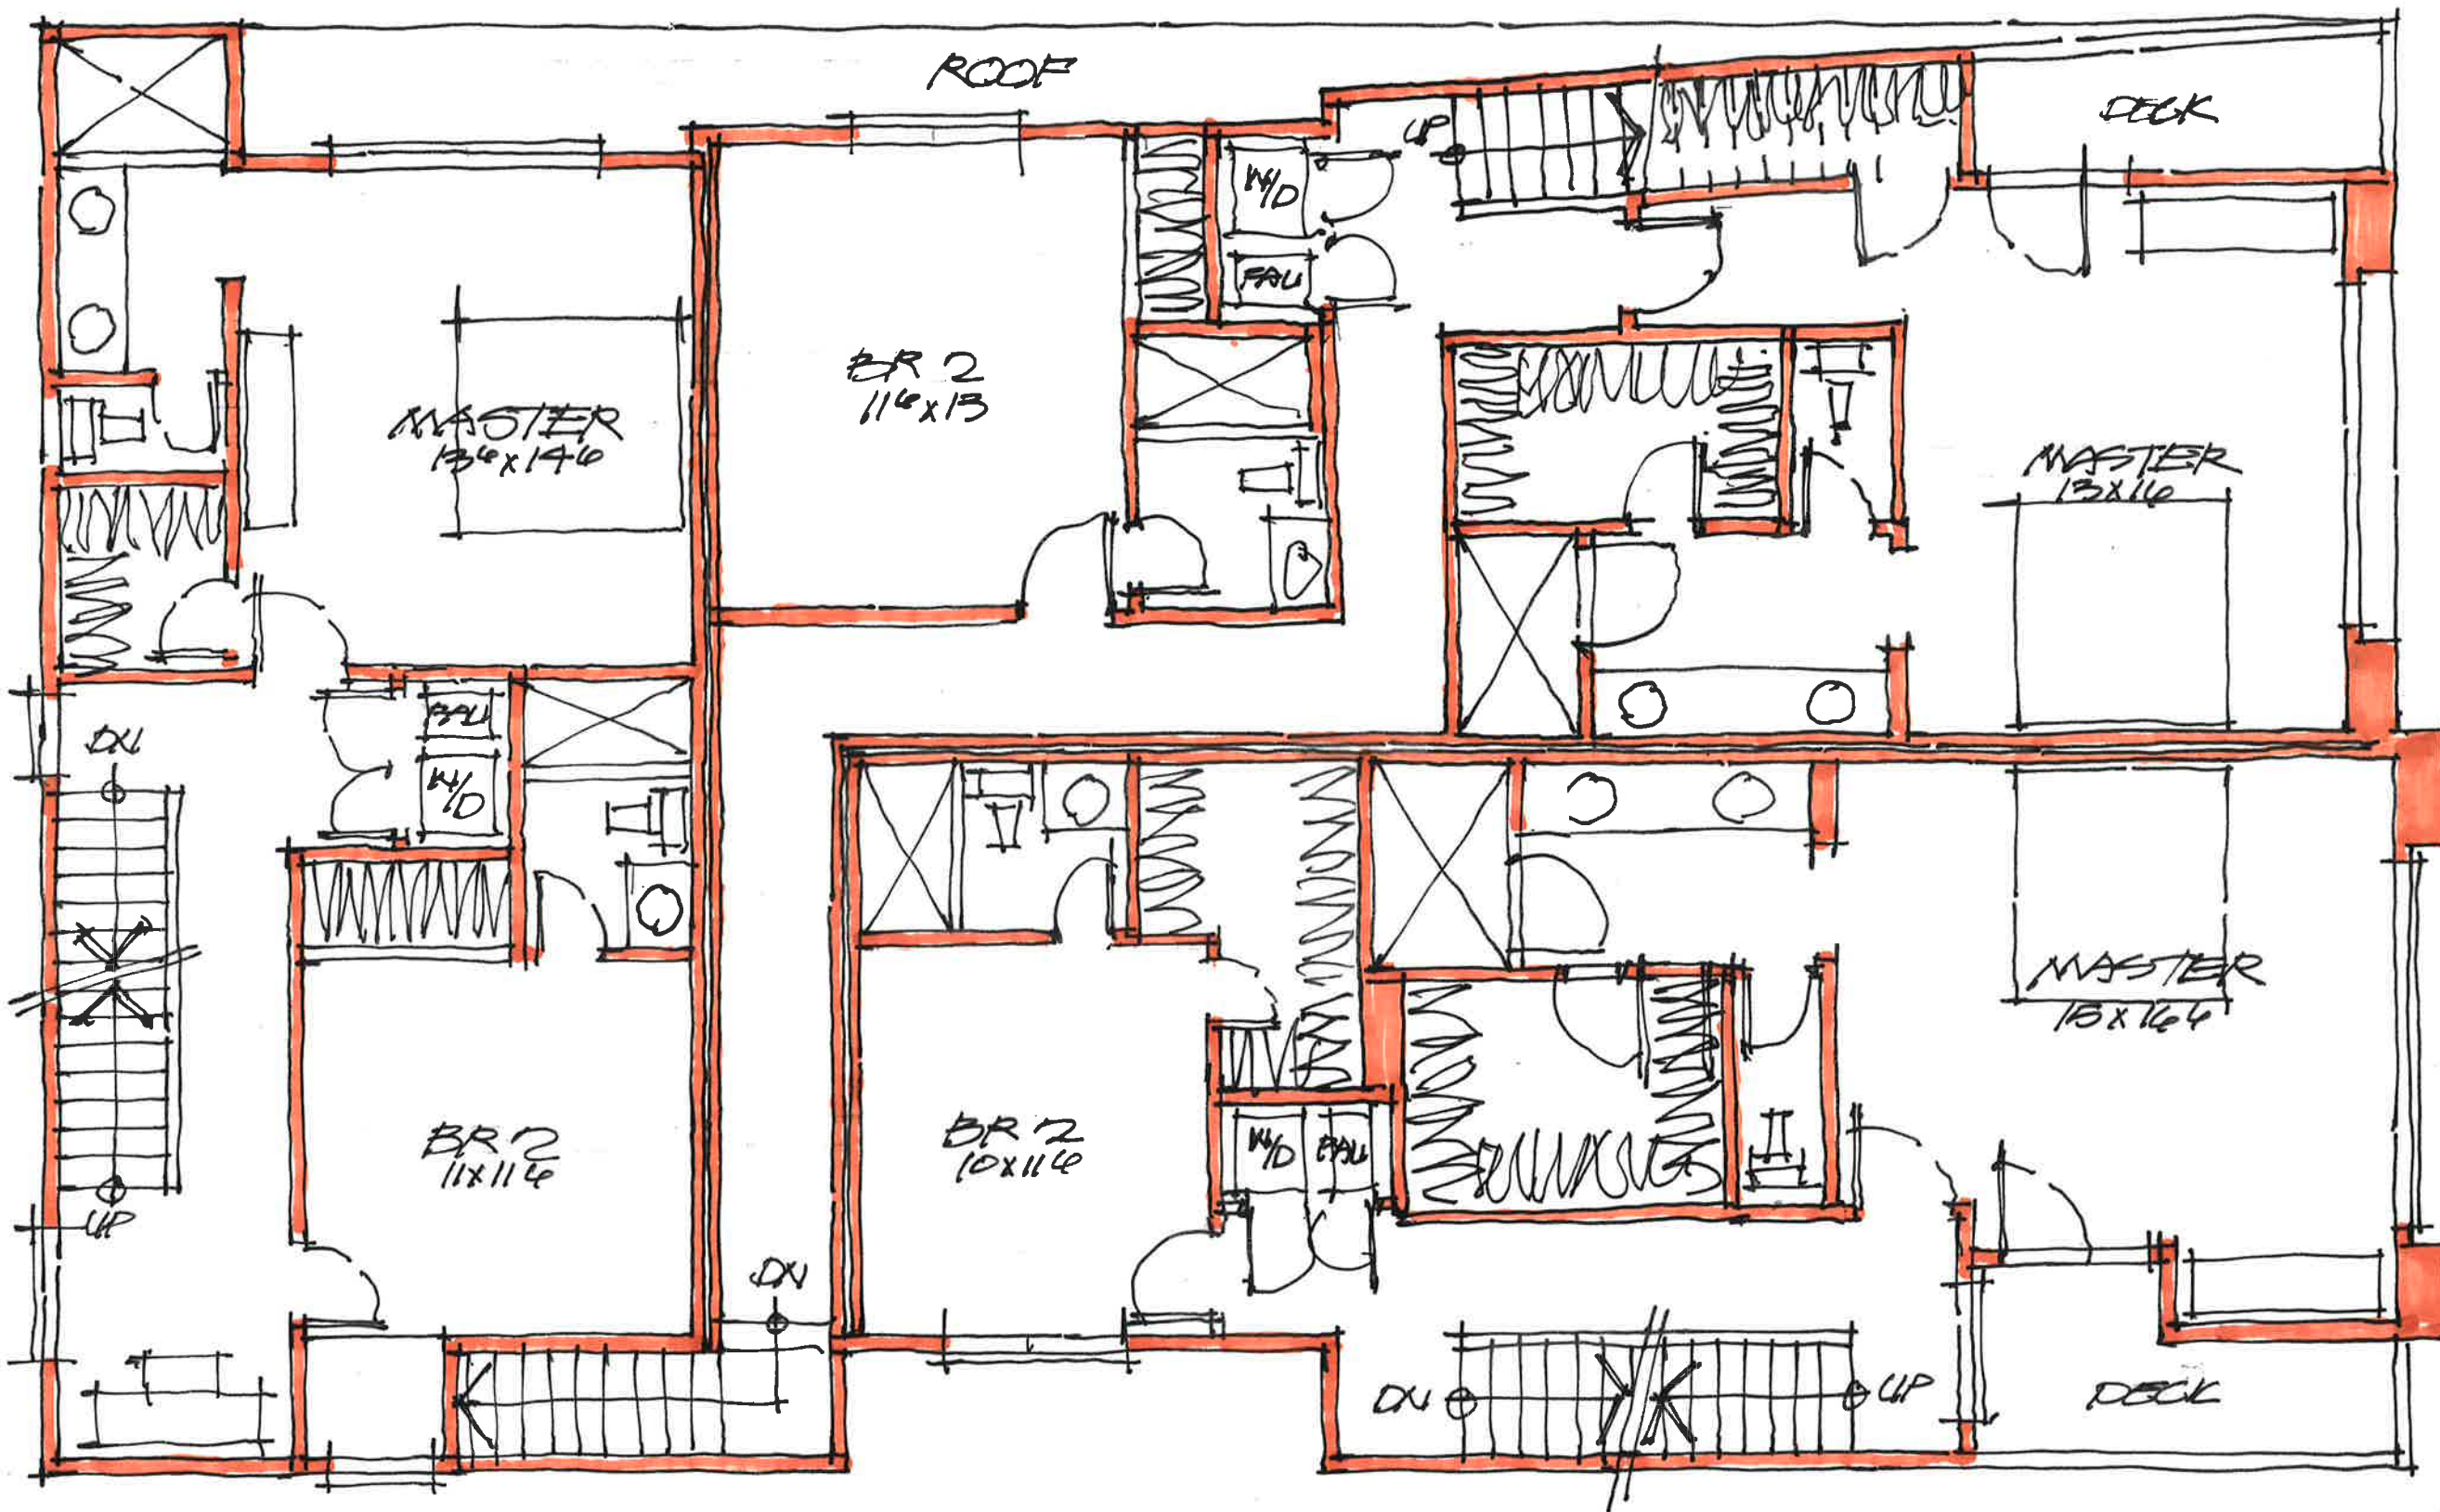 ROOF
DECK
UP
W/D
FAU
BR 2
11⁶X13
MASTER
13⁶X14⁶
MASTER
13X16
FAU
DN
W/D
MASTER
15X16⁶
BR 2
11X11⁶
BR 2
10X11⁶
W/D
FAU
UP
DN
DN
UP
DECK